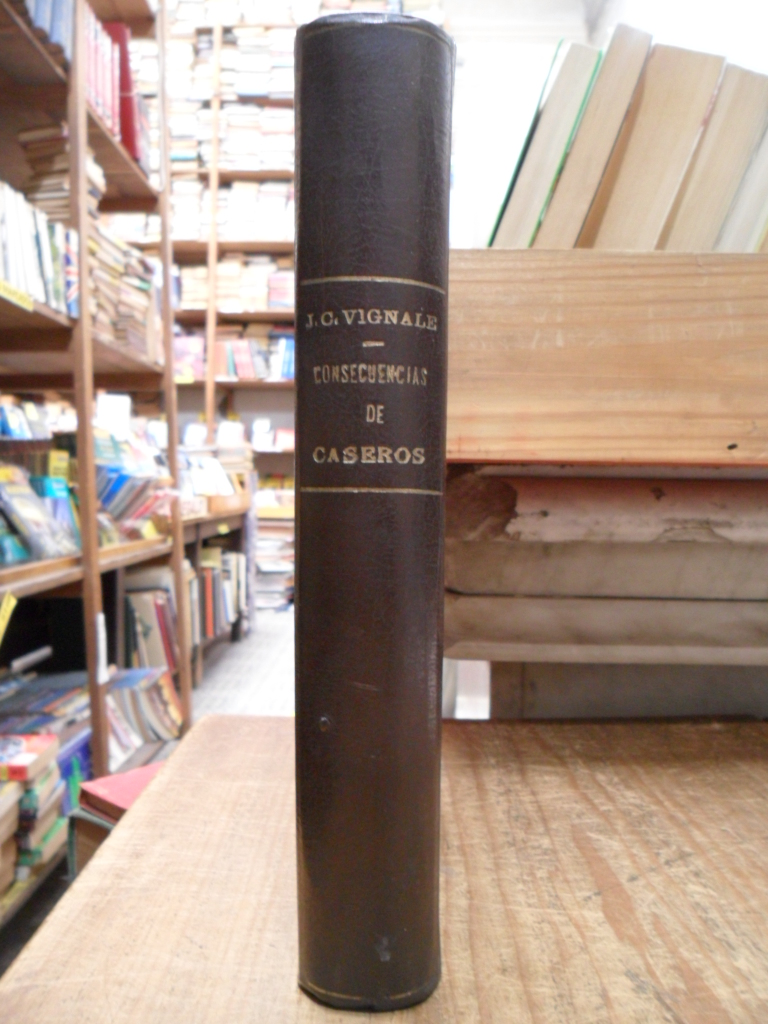 J. C. VIGNALE
CONSECUENCIAS
DE
CASEROS